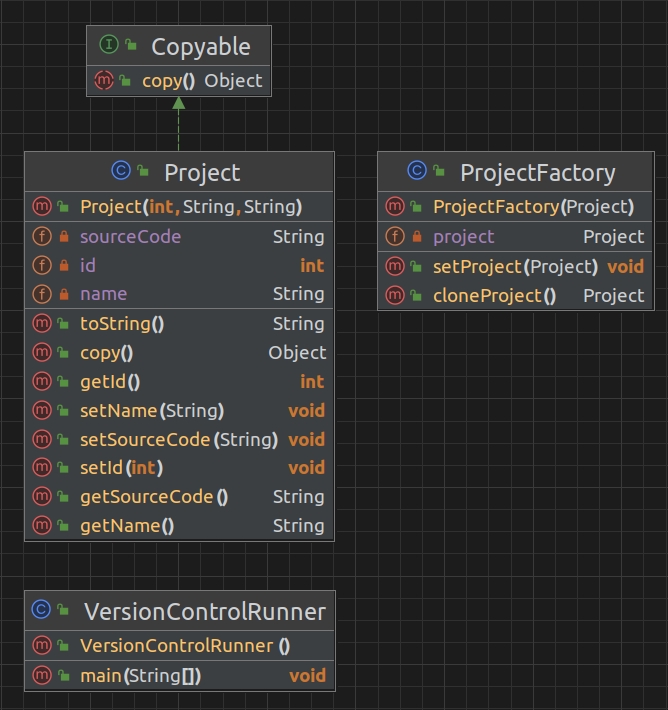 Copyable
copy() Object
Project
Project(int, String, String)
sourceCode String
id int
name String
toString() String
copy() Object
getId() int
setName(String) void
setSourceCode(String) void
setId(int) void
getSourceCode() String
getName() String
ProjectFactory
ProjectFactory(Project)
project Project
setProject(Project) void
cloneProject() Project
VersionControlRunner
VersionControlRunner()
main(String[]) void